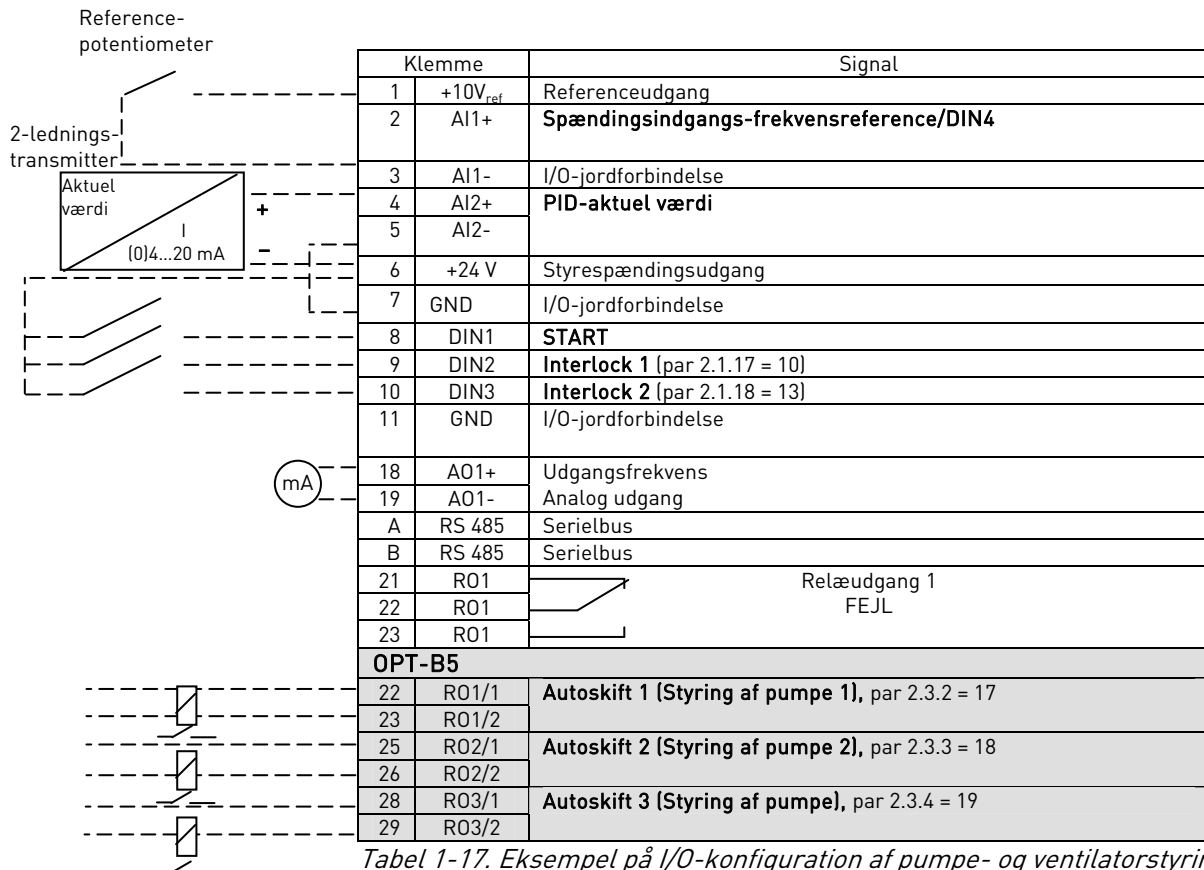 Reference-
potentiometer
2-lednings-
transmitter
Aktuel
værdi
I
(0)4...20 mA
+
–
mA
Klemme Signal
1 +10Vref Referenceudgang
2 AI1+ Spændingsindgangs-frekvensreference/DIN4
3 AI1- I/O-jordforbindelse
4 AI2+ PID-aktuel værdi
5 AI2-
6 +24 V Styrespændingsudgang
7 GND I/O-jordforbindelse
8 DIN1 START
9 DIN2 Interlock 1 (par 2.1.17 = 10)
10 DIN3 Interlock 2 (par 2.1.18 = 13)
11 GND I/O-jordforbindelse
18 AO1+ Udgangsfrekvens
19 AO1- Analog udgang
A RS 485 Serielbus
B RS 485 Serielbus
21 RO1 Relæudgang 1
22 RO1 FEJL
23 RO1
OPT-B5
22 RO1/1 Autoskift 1 (Styring af pumpe 1), par 2.3.2 = 17
23 RO1/2
25 RO2/1 Autoskift 2 (Styring af pumpe 2), par 2.3.3 = 18
26 RO2/2
28 RO3/1 Autoskift 3 (Styring af pumpe), par 2.3.4 = 19
29 RO3/2
Tabel 1-17. Eksempel på I/O-konfiguration af pumpe- og ventilatorstyrin